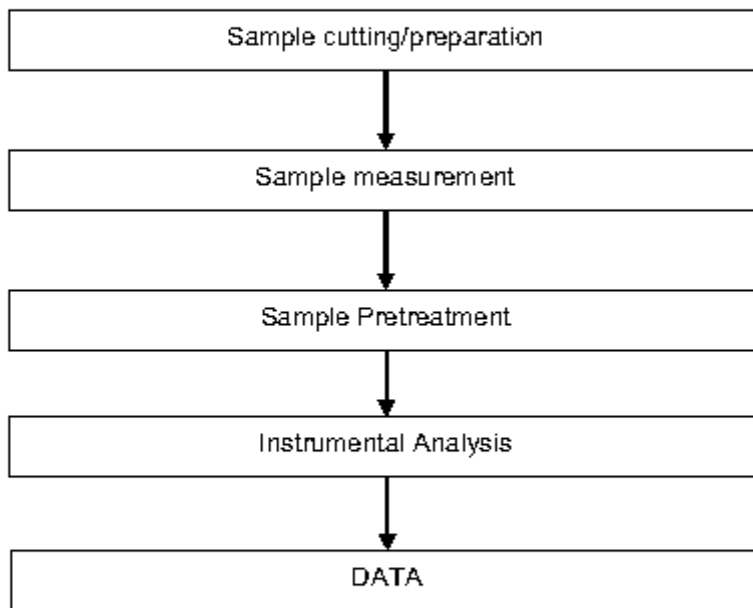 Sample cutting/preparation
Sample measurement
Sample Pretreatment
Instrumental Analysis
DATA